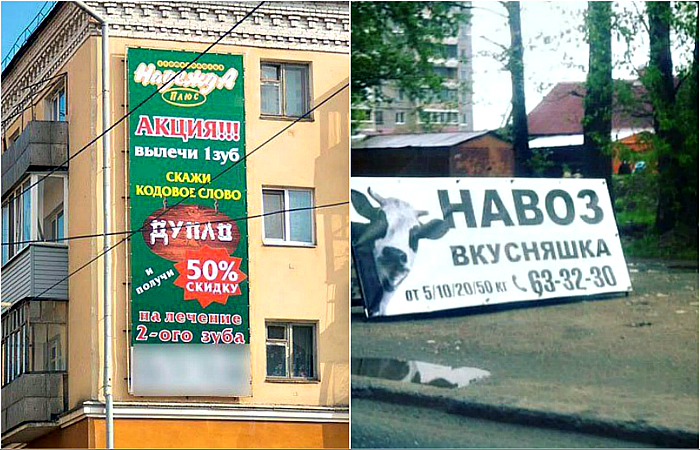 СТОМАТОЛОГИЯ
Надежда
Плюс
АКЦИЯ!!!
ВЫЛЕЧИ 1ЗУБ
СКАЖИ
КОДОВОЕ СЛОВО
ДУПЛО
И
ПОЛУЧИ
50%
СКИДКУ
НА ЛЕЧЕНИЕ
2-ОГО ЗУБА
НАВОЗ
ВКУСНЯШКА
ОТ 5/10/20/50 КГ 63-32-30